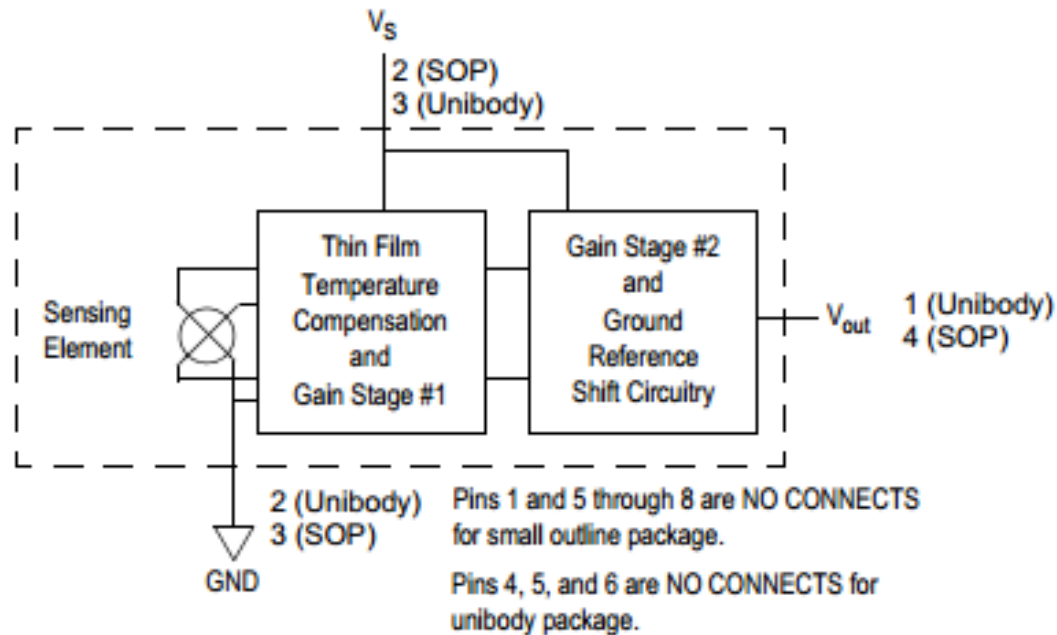 V_S
2 (SOP)
3 (Unibody)
Sensing
Element
Thin Film
Temperature
Compensation
and
Gain Stage #1
Gain Stage #2
and
Ground
Reference
Shift Circuitry
V_out
1 (Unibody)
4 (SOP)
2 (Unibody)
3 (SOP)
GND
Pins 1 and 5 through 8 are NO CONNECTS
for small outline package.
Pins 4, 5, and 6 are NO CONNECTS for
unibody package.